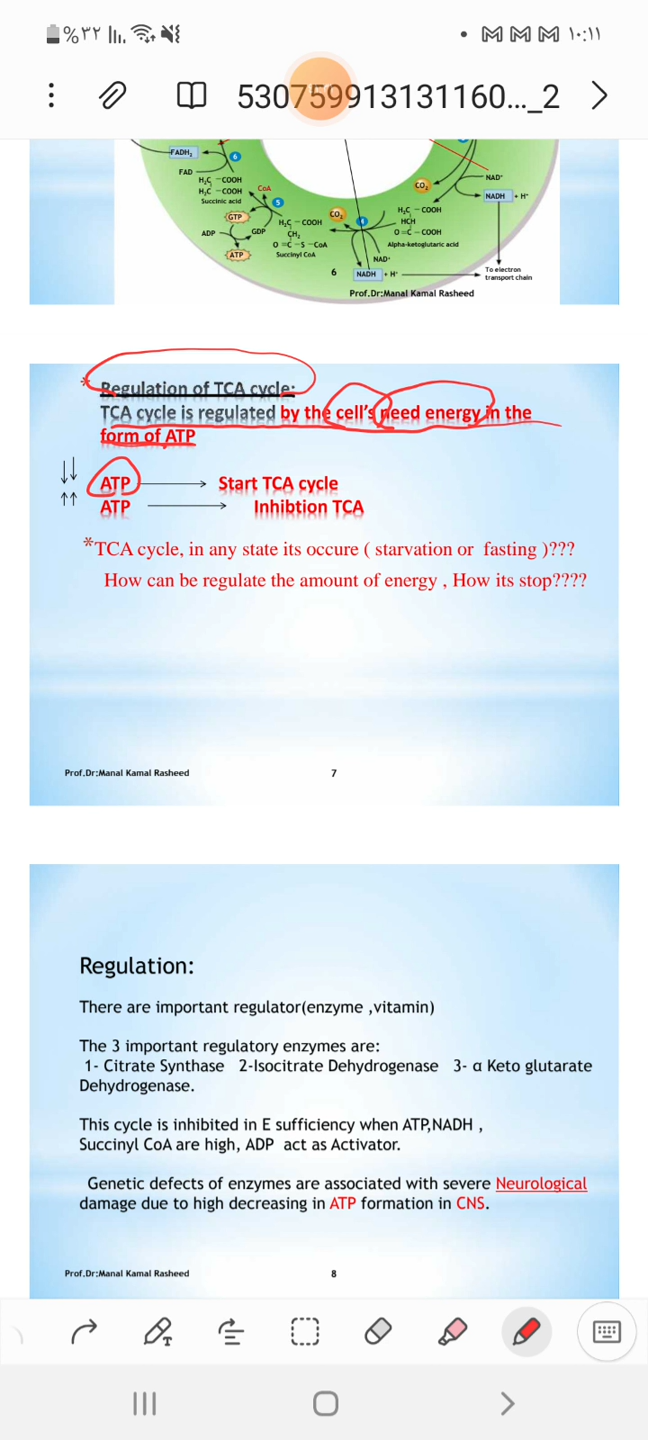 %٣٢
M M M ١٠:١١
530759913131160..._2
FADH₂
6
FAD
H₂C -COOH
H₂C -COOH
Succinic acid
CoA
5
GTP
ADP
GDP
ATP
H₂C - COOH
CH₂
O =C -S -CoA
Succinyl CoA
CO₂
CO₂
NAD⁺
NADH + H⁺
H₂C - COOH
HCH
O=C - COOH
Alpha-ketoglutaric acid
NAD⁺
6
NADH + H⁺
To electron
transport chain
Prof.Dr:Manal Kamal Rasheed
*Regulation of TCA cycle:
TCA cycle is regulated by the cell's need energy in the
form of ATP
↓↓ ATP → Start TCA cycle
↑↑ ATP → Inhibtion TCA
*TCA cycle, in any state its occure ( starvation or fasting )???
How can be regulate the amount of energy , How its stop????
Prof.Dr:Manal Kamal Rasheed
7
Regulation:
There are important regulator(enzyme ,vitamin)
The 3 important regulatory enzymes are:
1- Citrate Synthase 2-Isocitrate Dehydrogenase 3- α Keto glutarate
Dehydrogenase.
This cycle is inhibited in E sufficiency when ATP,NADH ,
Succinyl CoA are high, ADP act as Activator.
Genetic defects of enzymes are associated with severe Neurological
damage due to high decreasing in ATP formation in CNS.
Prof.Dr:Manal Kamal Rasheed
8